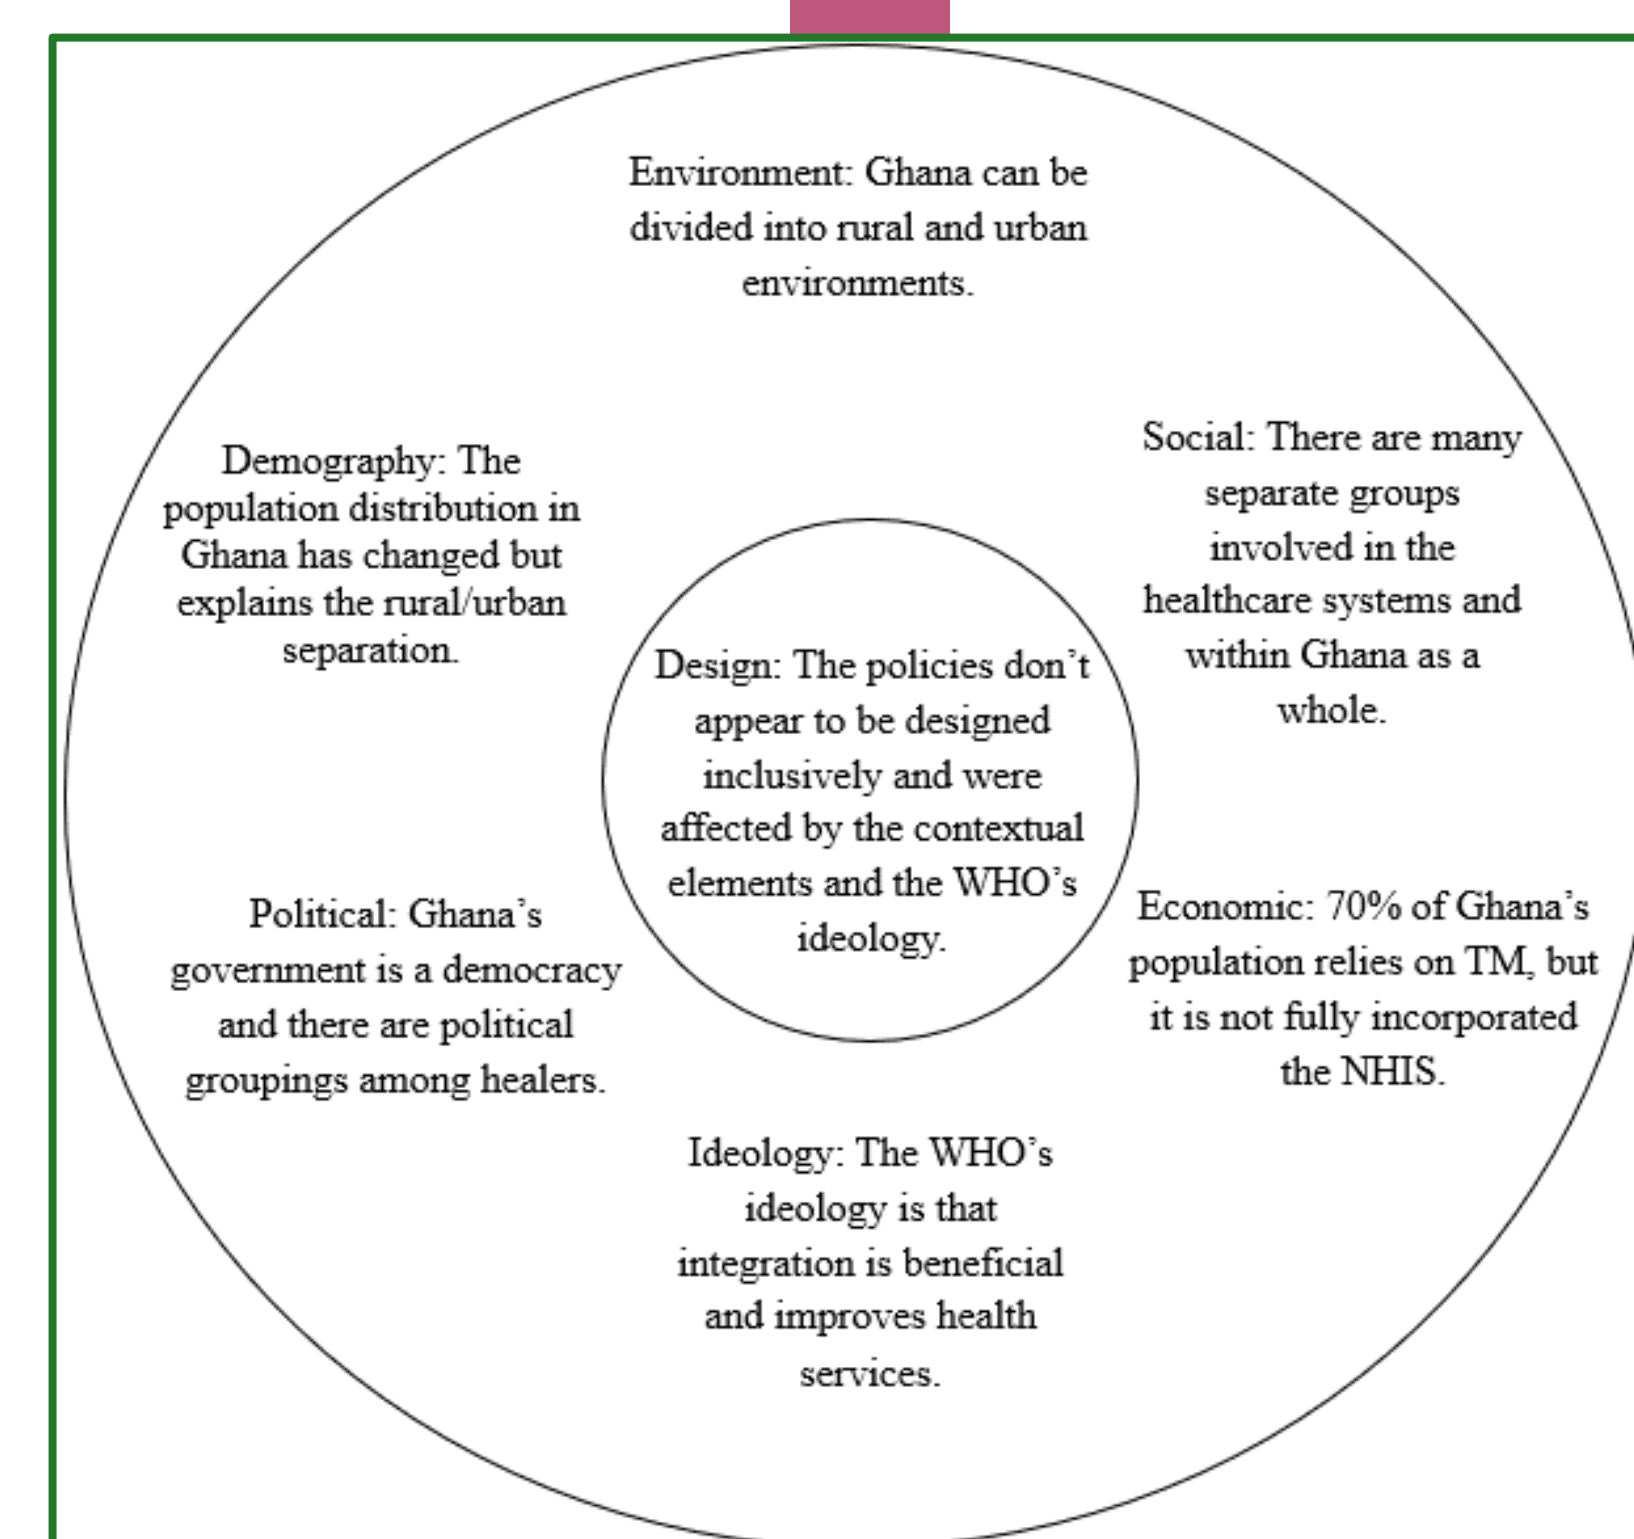 Environment: Ghana can be
divided into rural and urban
environments.
Demography: The
population distribution in
Ghana has changed but
explains the rural/urban
separation.
Social: There are many
separate groups
involved in the
healthcare systems and
within Ghana as a
whole.
Design: The policies don’t
appear to be designed
inclusively and were
affected by the contextual
elements and the WHO’s
ideology.
Political: Ghana’s
government is a democracy
and there are political
groupings among healers.
Economic: 70% of Ghana’s
population relies on TM, but
it is not fully incorporated
the NHIS.
Ideology: The WHO’s
ideology is that
integration is beneficial
and improves health
services.